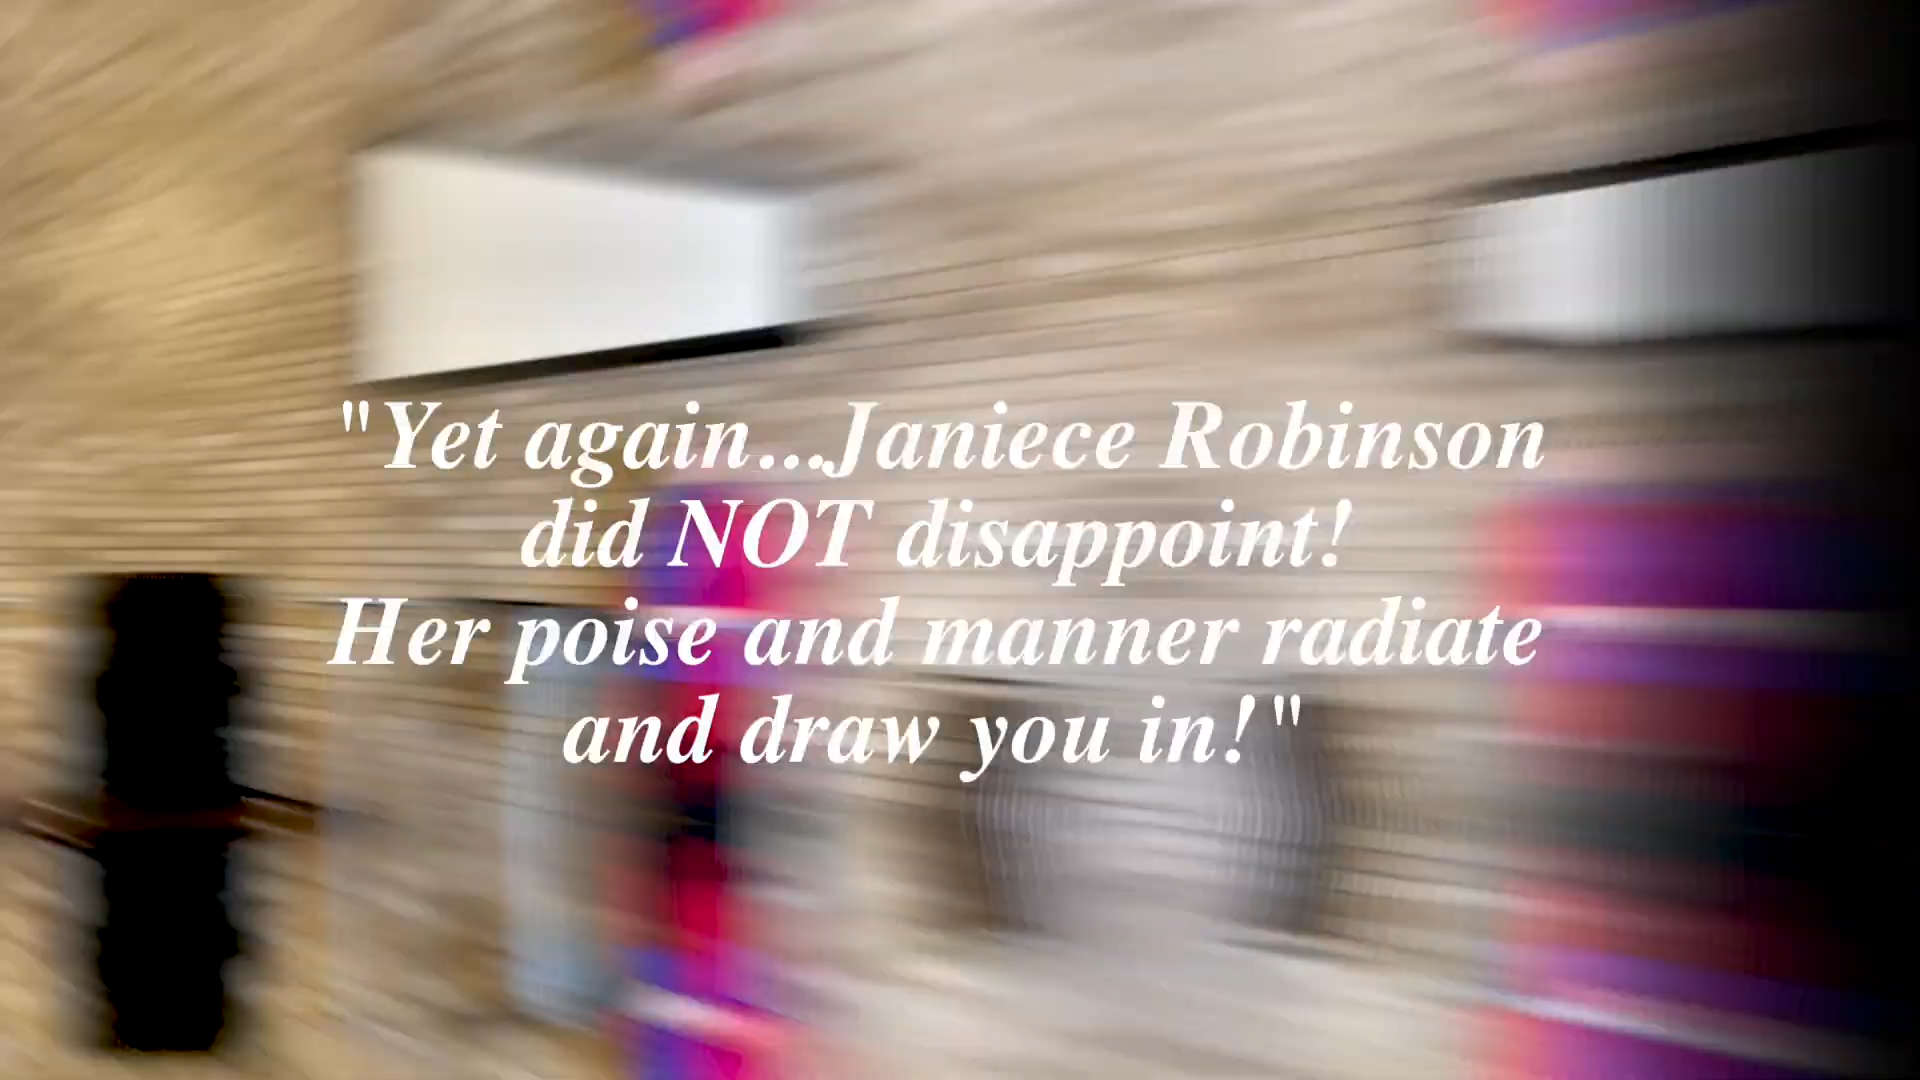 "Yet again...Janiece Robinson
did NOT disappoint!
Her poise and manner radiate
and draw you in!"